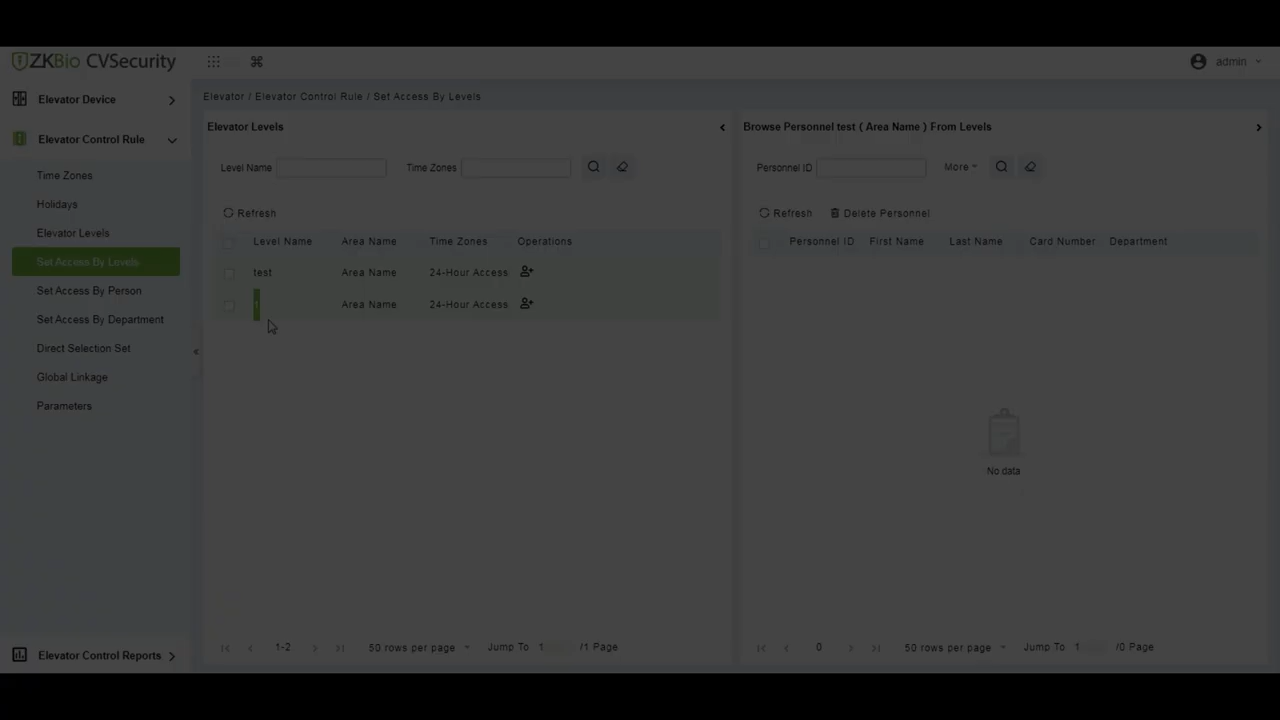 ZKBio CVSecurity
admin
Elevator Device
Elevator Control Rule
Time Zones
Holidays
Elevator Levels
Set Access By Levels
Set Access By Person
Set Access By Department
Direct Selection Set
Global Linkage
Parameters
Elevator Control Reports
Elevator / Elevator Control Rule / Set Access By Levels
Elevator Levels
Level Name Time Zones
Refresh
Level Name Area Name Time Zones Operations
test Area Name 24-Hour Access
1 Area Name 24-Hour Access
1-2 50 rows per page Jump To 1 /1 Page
Browse Personnel test ( Area Name ) From Levels
Personnel ID More
Refresh Delete Personnel
Personnel ID First Name Last Name Card Number Department
No data
0 50 rows per page Jump To 1 /0 Page